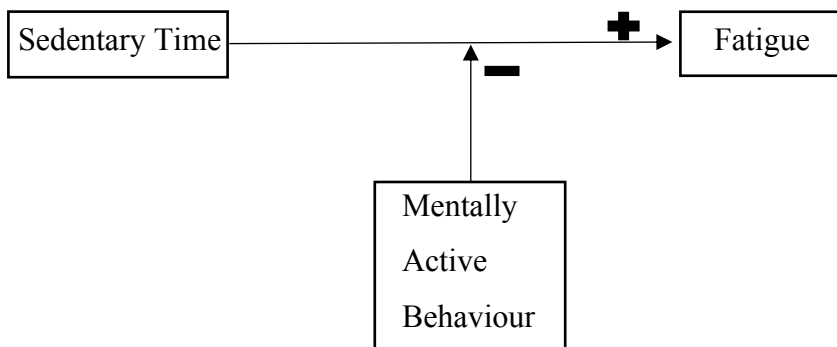 Sedentary Time
Fatigue
Mentally
Active
Behaviour